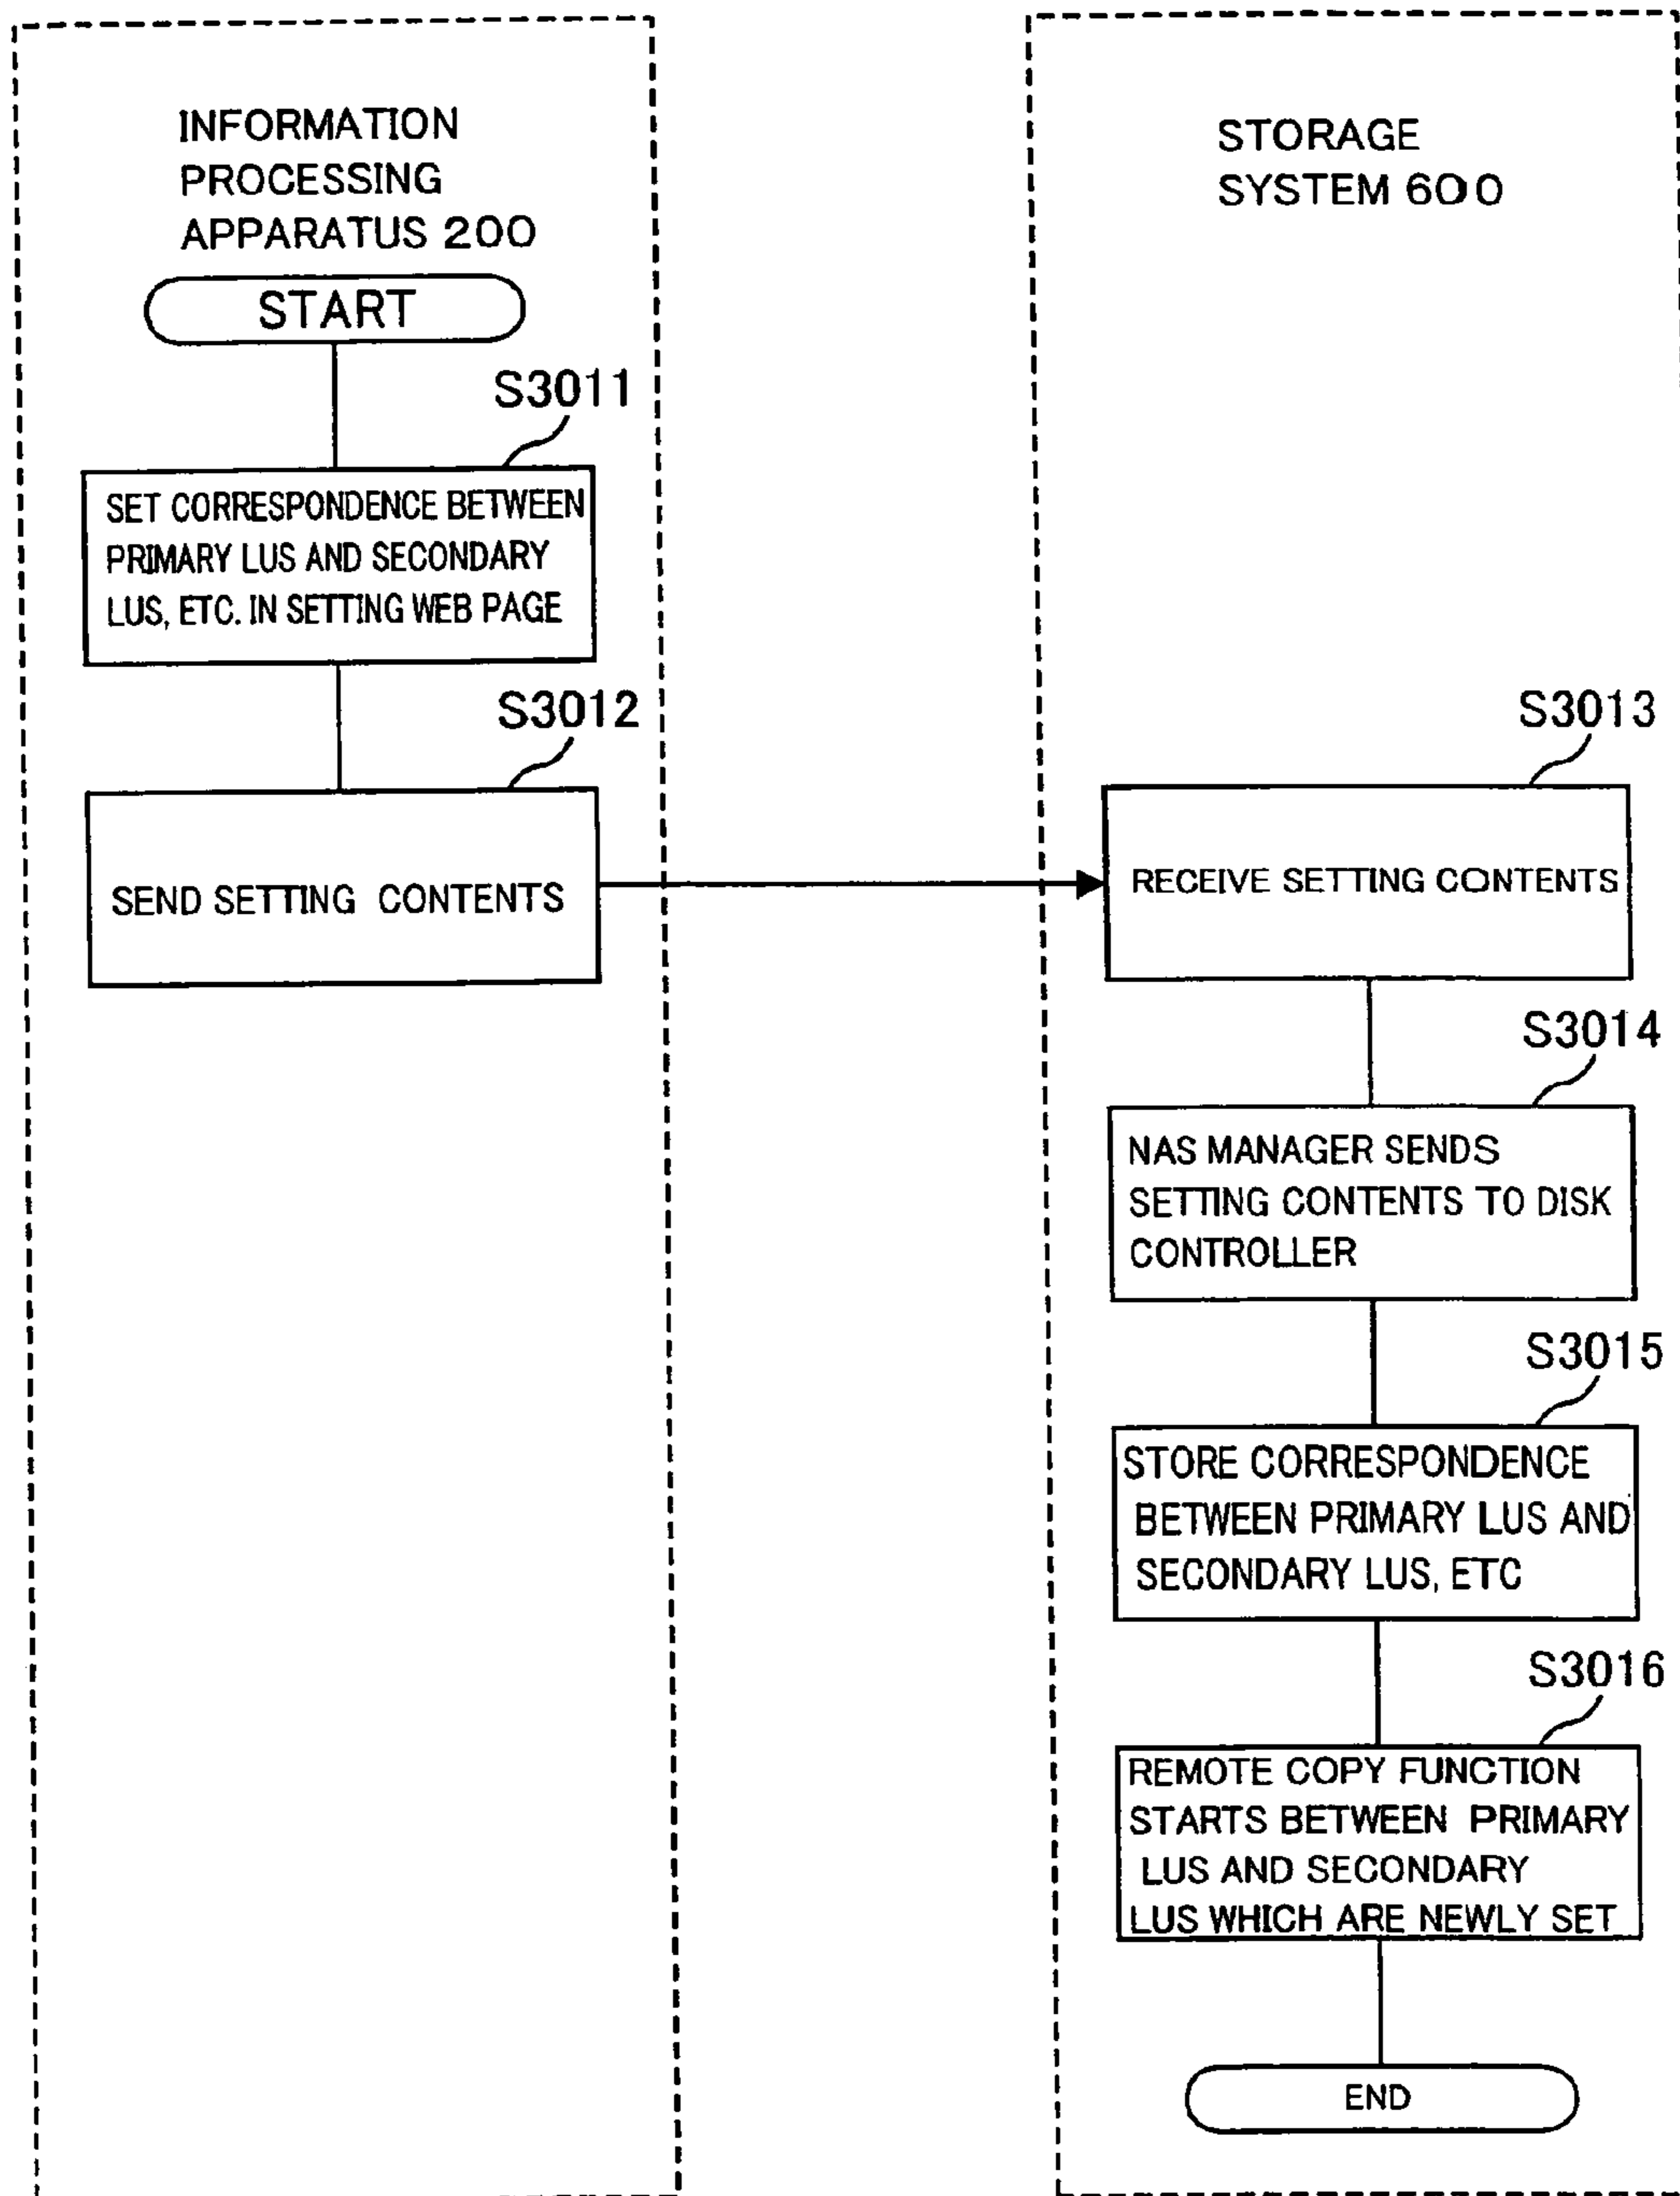 INFORMATION
PROCESSING
APPARATUS 200
START
S3011
SET CORRESPONDENCE BETWEEN
PRIMARY LUS AND SECONDARY
LUS, ETC. IN SETTING WEB PAGE
S3012
SEND SETTING CONTENTS
STORAGE
SYSTEM 600
S3013
RECEIVE SETTING CONTENTS
S3014
NAS MANAGER SENDS
SETTING CONTENTS TO DISK
CONTROLLER
S3015
STORE CORRESPONDENCE
BETWEEN PRIMARY LUS AND
SECONDARY LUS, ETC
S3016
REMOTE COPY FUNCTION
STARTS BETWEEN PRIMARY
LUS AND SECONDARY
LUS WHICH ARE NEWLY SET
END